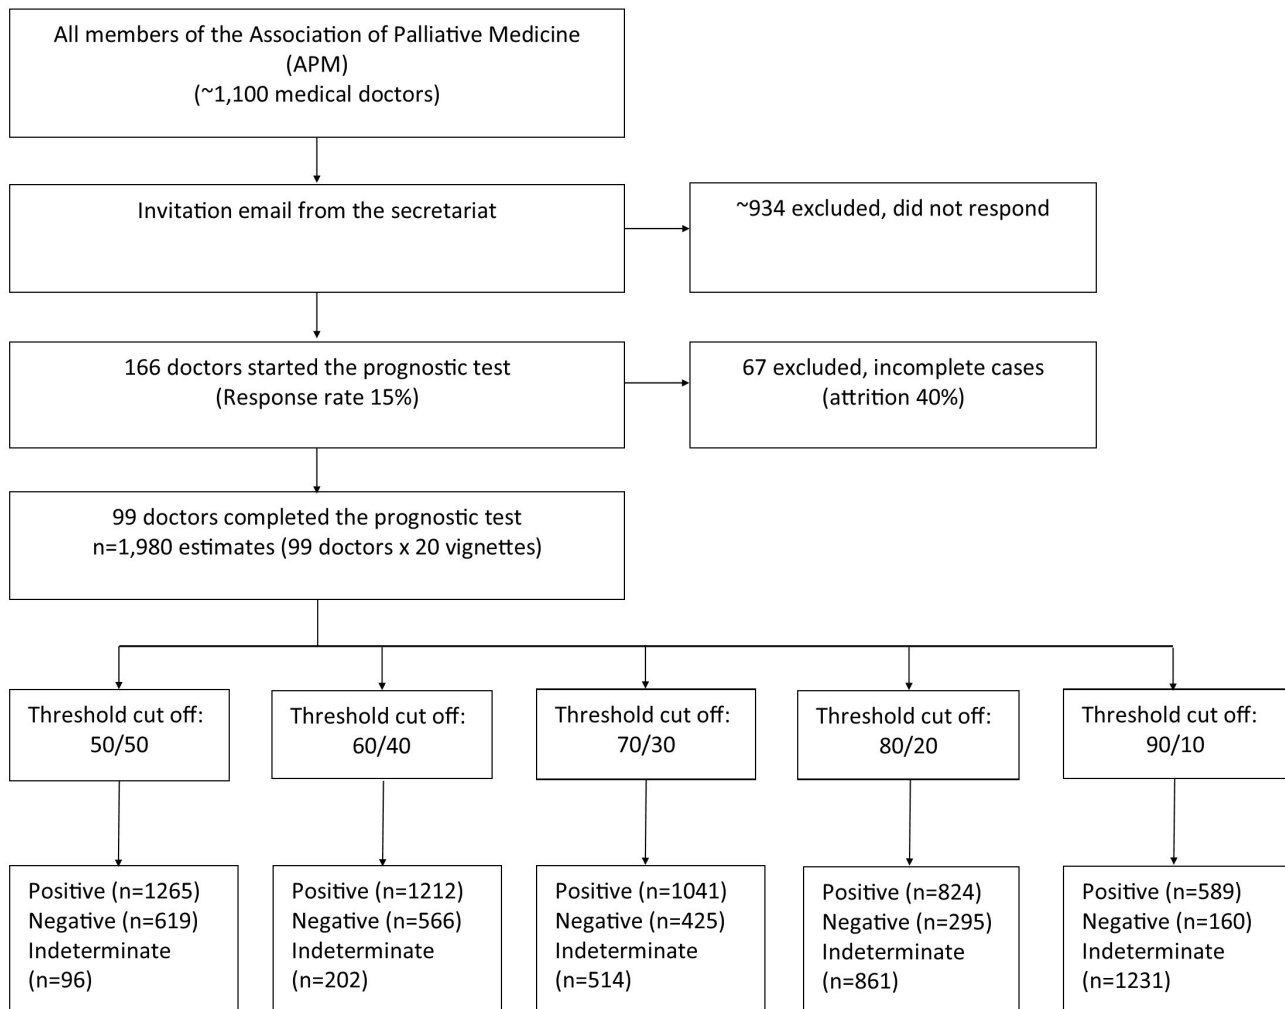 All members of the Association of Palliative Medicine
(APM)
(~1,100 medical doctors)
Invitation email from the secretariat
~934 excluded, did not respond
166 doctors started the prognostic test
(Response rate 15%)
67 excluded, incomplete cases
(attrition 40%)
99 doctors completed the prognostic test
n=1,980 estimates (99 doctors x 20 vignettes)
Threshold cut off:
50/50
Threshold cut off:
60/40
Threshold cut off:
70/30
Threshold cut off:
80/20
Threshold cut off:
90/10
Positive (n=1265)
Negative (n=619)
Indeterminate
(n=96)
Positive (n=1212)
Negative (n=566)
Indeterminate
(n=202)
Positive (n=1041)
Negative (n=425)
Indeterminate
(n=514)
Positive (n=824)
Negative (n=295)
Indeterminate
(n=861)
Positive (n=589)
Negative (n=160)
Indeterminate
(n=1231)